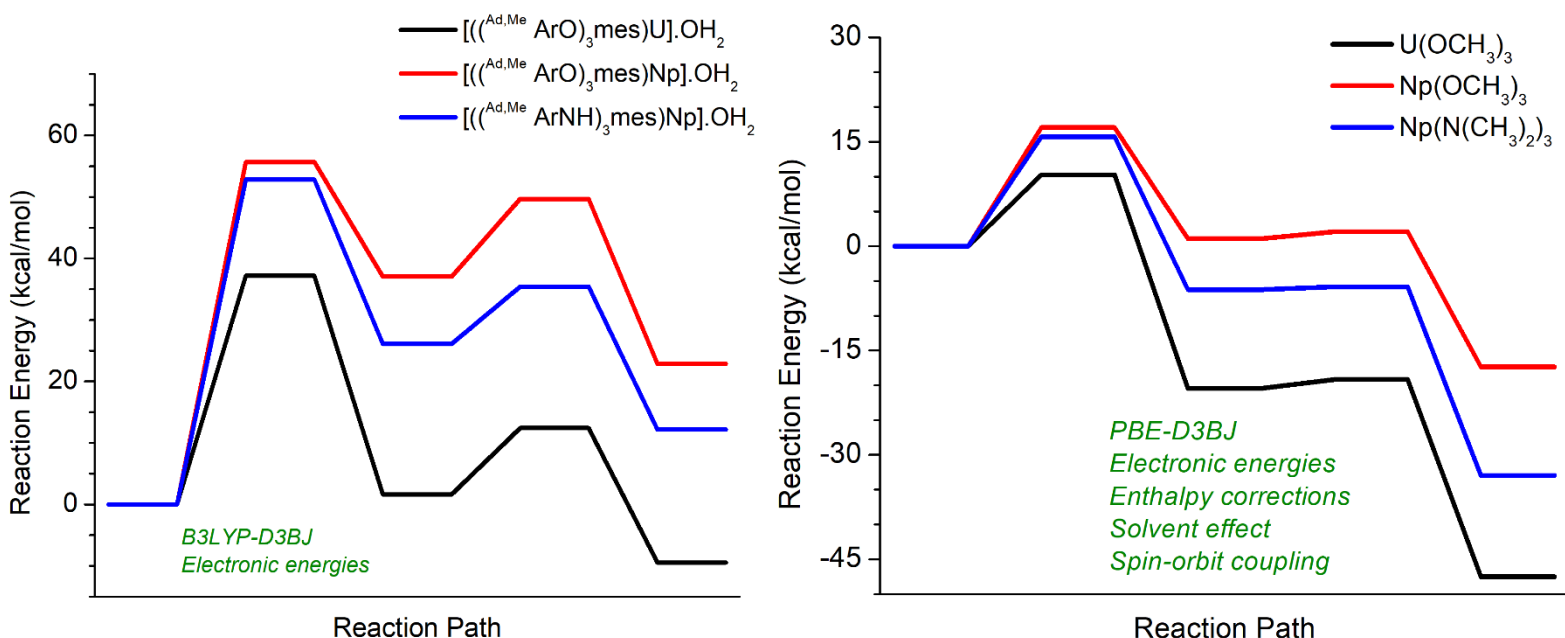 [((^Ad,Me ArO)₃mes)U].OH₂
[((^Ad,Me ArO)₃mes)Np].OH₂
[((^Ad,Me ArNH)₃mes)Np].OH₂
60
40
20
0
Reaction Energy (kcal/mol)
B3LYP-D3BJ
Electronic energies
Reaction Path
U(OCH₃)₃
Np(OCH₃)₃
Np(N(CH₃)₂)₃
30
15
0
-15
-30
-45
Reaction Energy (kcal/mol)
PBE-D3BJ
Electronic energies
Enthalpy corrections
Solvent effect
Spin-orbit coupling
Reaction Path